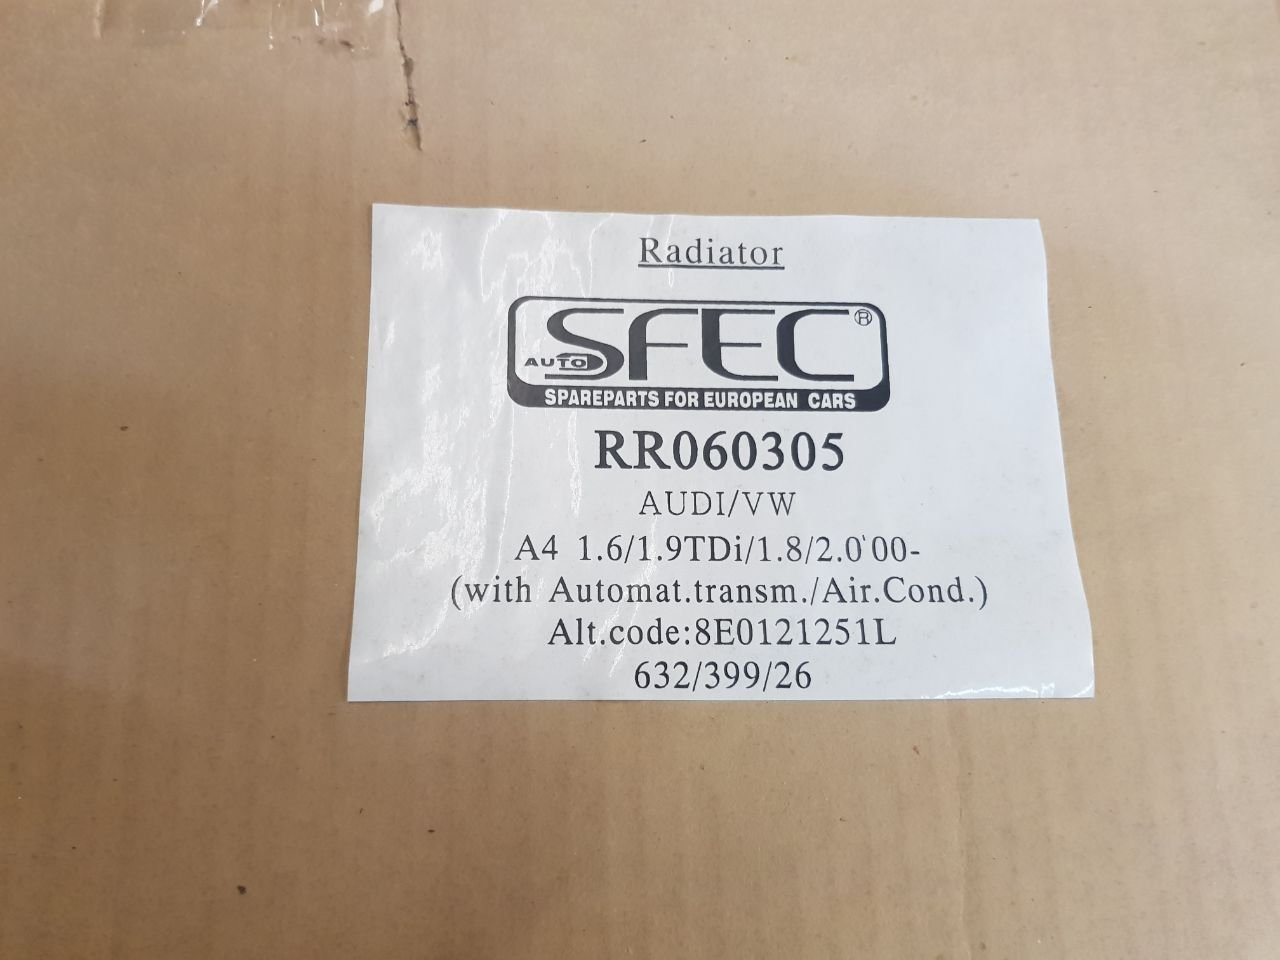 Radiator
AUTO SFEC ®
SPAREPARTS FOR EUROPEAN CARS
RR060305
AUDI/VW
A4 1.6/1.9TDi/1.8/2.0'00-
(with Automat.transm./Air.Cond.)
Alt.code:8E0121251L
632/399/26